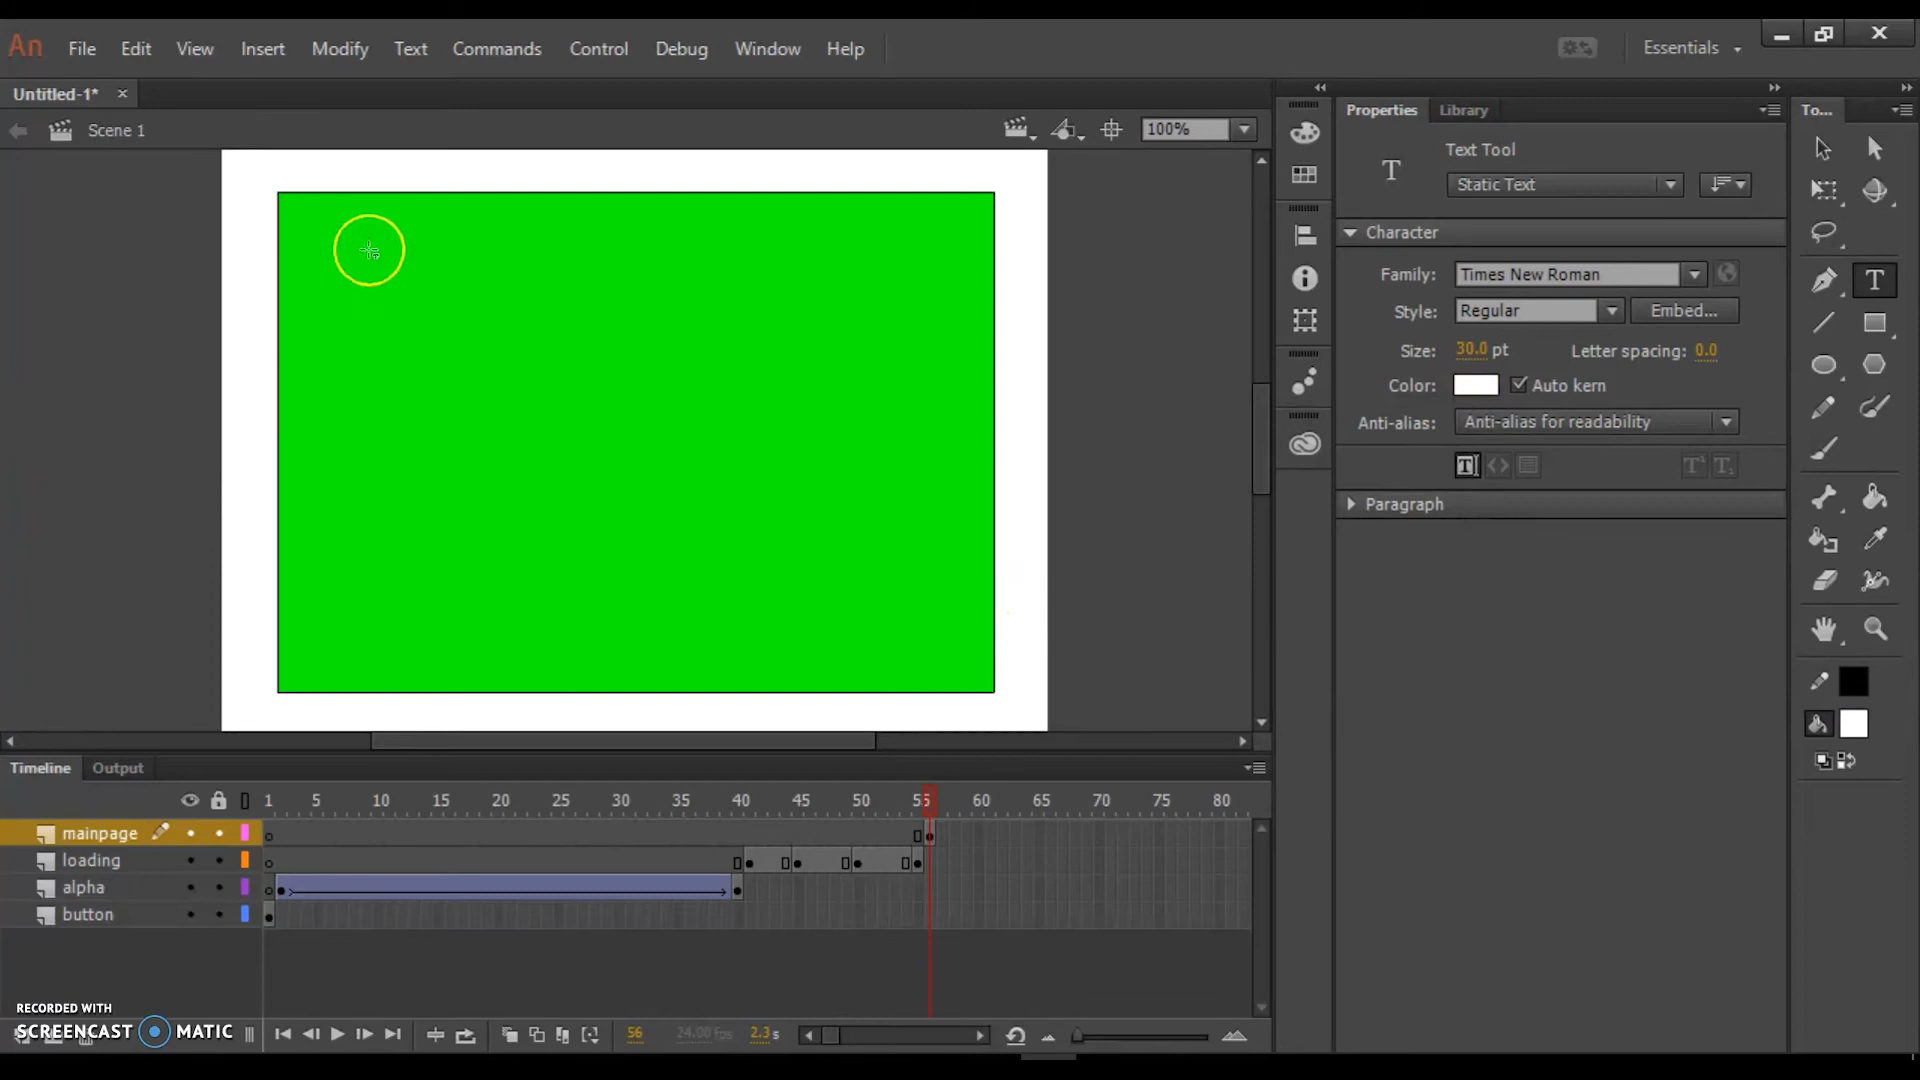 An File Edit View Insert Modify Text Commands Control Debug Window Help Essentials
Untitled-1*
Scene 1
100%
Properties Library To...
Text Tool
Static Text
Character
Family: Times New Roman
Style: Regular Embed...
Size: 30.0 pt Letter spacing: 0.0
Color: Auto kern
Anti-alias: Anti-alias for readability
Paragraph
Timeline Output
1 5 10 15 20 25 30 35 40 45 50 55 60 65 70 75 80
mainpage
loading
alpha
button
RECORDED WITH
SCREENCAST MATIC
56 24.00 fps 2.3 s